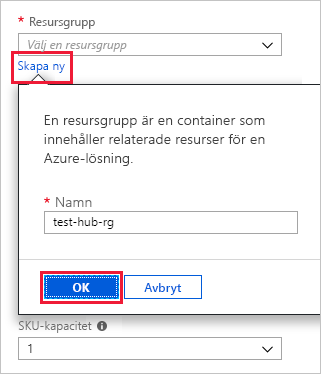 * Resursgrupp
Välj en resursgrupp
Skapa ny
En resursgrupp är en container som
innehåller relaterade resurser för en
Azure-lösning.
* Namn
test-hub-rg
OK Avbryt
SKU-kapacitet
1